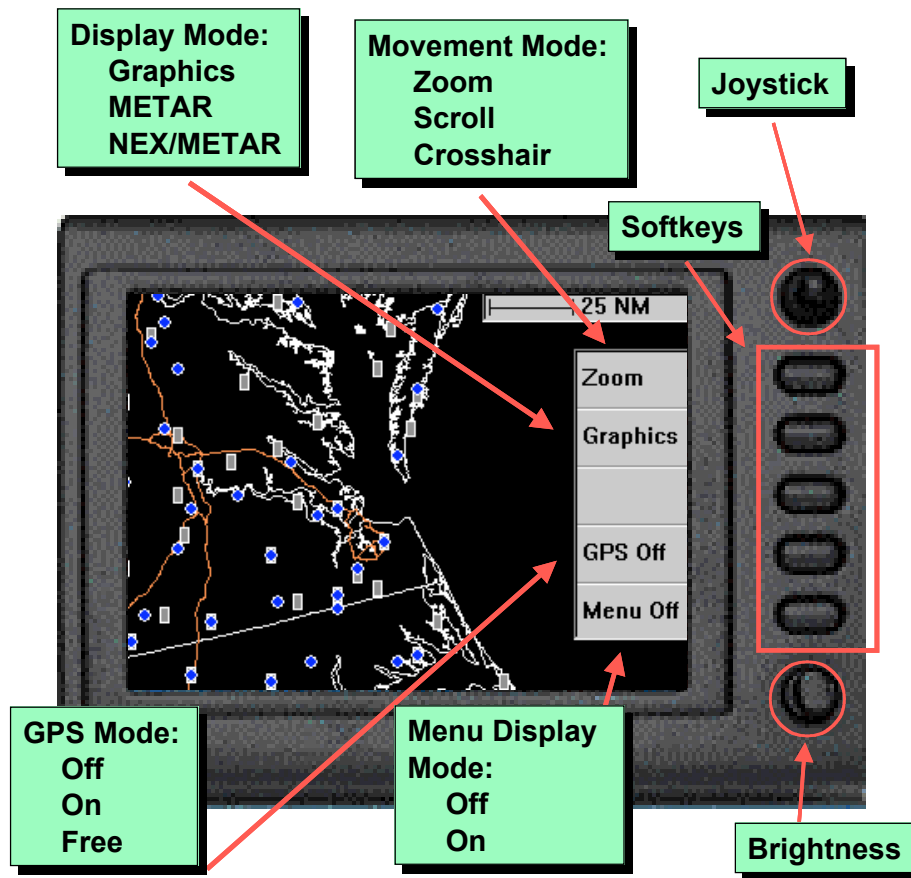 Display Mode:
Graphics
METAR
NEX/METAR
Movement Mode:
Zoom
Scroll
Crosshair
Joystick
Softkeys
25 NM
Zoom
Graphics
GPS Off
Menu Off
GPS Mode:
Off
On
Free
Menu Display
Mode:
Off
On
Brightness